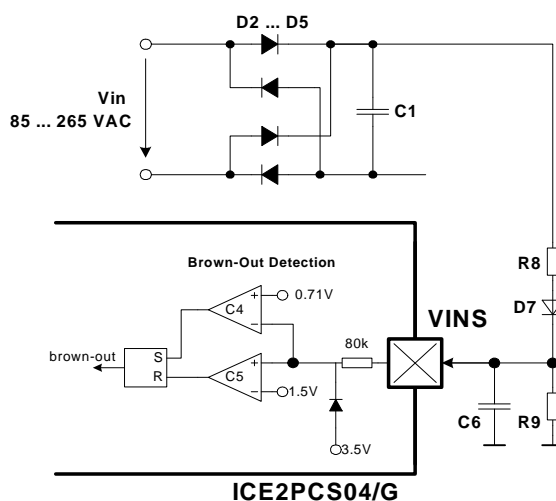 D2 ... D5
Vin
85 ... 265 VAC
C1
R8
Brown-Out Detection
0.71V
C4
D7
VINS
80k
brown-out
S
R
C5
1.5V
C6
R9
3.5V
ICE2PCS04/G
+
−
+
−